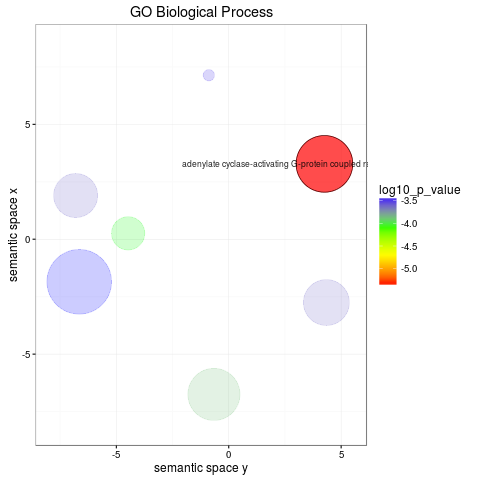 GO Biological Process
5
0
-5
semantic space x
adenylate cyclase-activating G-protein coupled
-5
0
5
semantic space y
log10_p_value
-3.5
-4.0
-4.5
-5.0